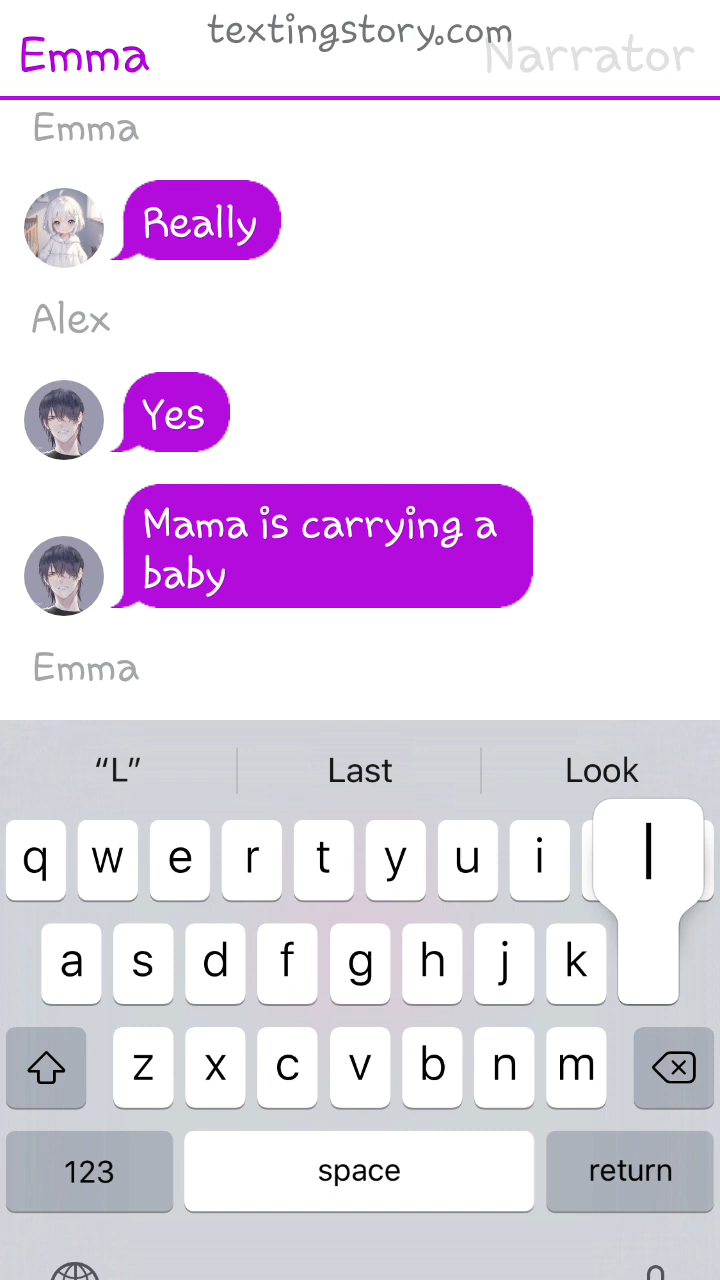 textingstory.com
Emma Narrator
Emma
Really
Alex
Yes
Mama is carrying a
baby
Emma
“L” Last Look
q w e r t y u i
a s d f g h j k l
z x c v b n m
123 space return